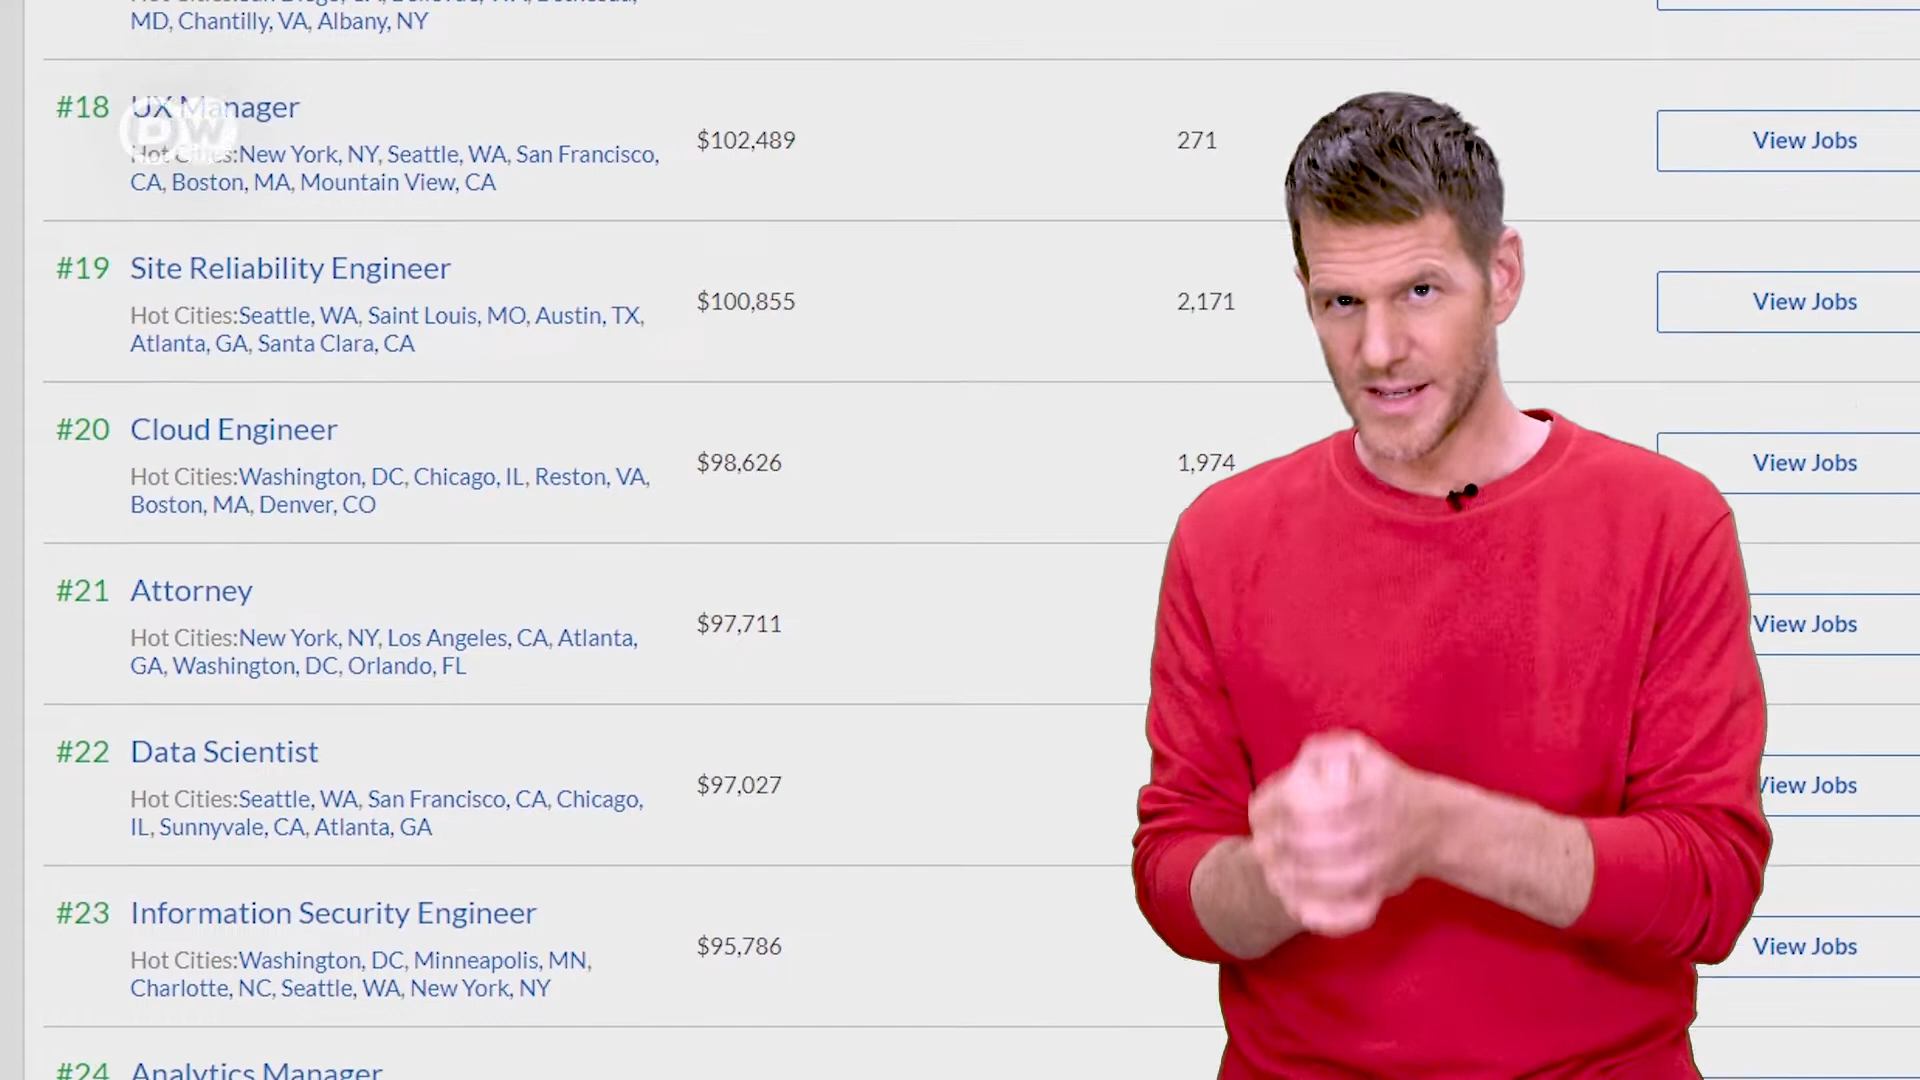 MD, Chantilly, VA, Albany, NY
#18 UX Manager
DW
Hot Cities:New York, NY, Seattle, WA, San Francisco,
CA, Boston, MA, Mountain View, CA
$102,489
271
View Jobs
#19 Site Reliability Engineer
Hot Cities:Seattle, WA, Saint Louis, MO, Austin, TX,
Atlanta, GA, Santa Clara, CA
$100,855
2,171
View Jobs
#20 Cloud Engineer
Hot Cities:Washington, DC, Chicago, IL, Reston, VA,
Boston, MA, Denver, CO
$98,626
1,974
View Jobs
#21 Attorney
Hot Cities:New York, NY, Los Angeles, CA, Atlanta,
GA, Washington, DC, Orlando, FL
$97,711
View Jobs
#22 Data Scientist
Hot Cities:Seattle, WA, San Francisco, CA, Chicago,
IL, Sunnyvale, CA, Atlanta, GA
$97,027
View Jobs
#23 Information Security Engineer
Hot Cities:Washington, DC, Minneapolis, MN,
Charlotte, NC, Seattle, WA, New York, NY
$95,786
View Jobs
#24 Analytics Manager